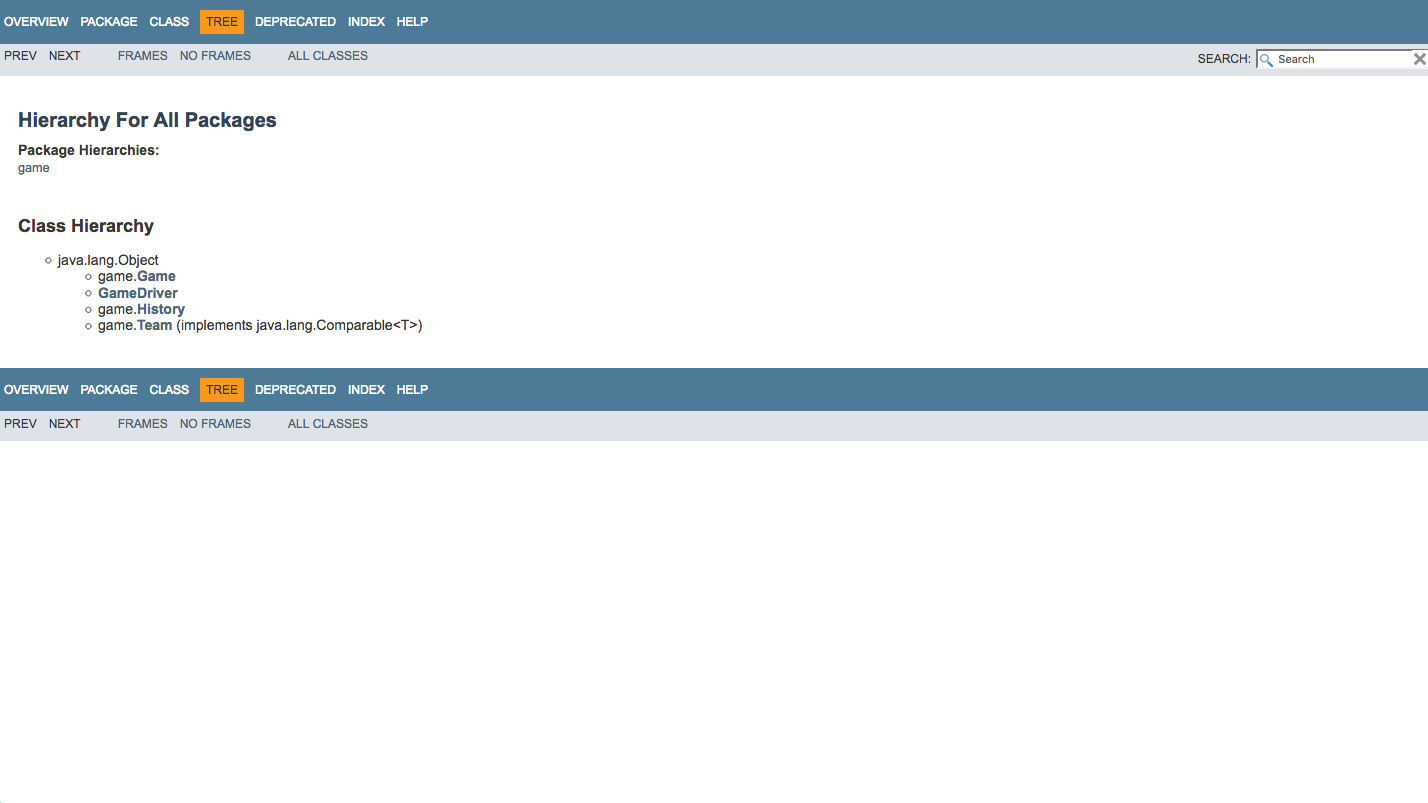 OVERVIEW PACKAGE CLASS TREE DEPRECATED INDEX HELP
PREV NEXT FRAMES NO FRAMES ALL CLASSES SEARCH: Search
Hierarchy For All Packages
Package Hierarchies:
game
Class Hierarchy
java.lang.Object
game.Game
GameDriver
game.History
game.Team (implements java.lang.Comparable<T>)
OVERVIEW PACKAGE CLASS TREE DEPRECATED INDEX HELP
PREV NEXT FRAMES NO FRAMES ALL CLASSES